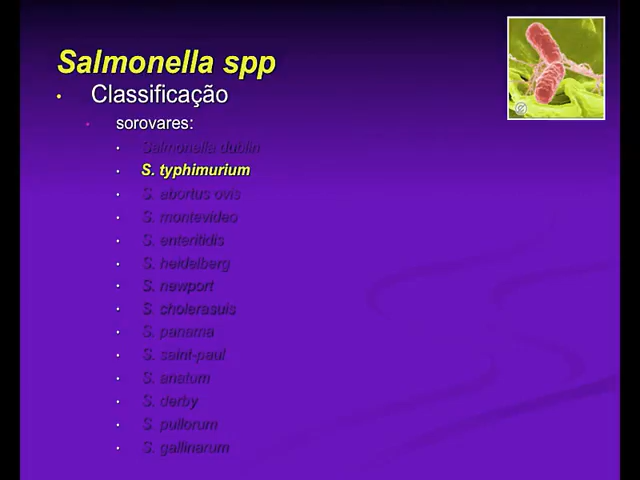 Salmonella spp
Classificação
sorovares:
Salmonella dublin
S. typhimurium
S. abortus ovis
S. montevideo
S. enteritidis
S. heidelberg
S. newport
S. cholerasuis
S. panama
S. saint-paul
S. anatum
S. derby
S. pullorum
S. gallinarum